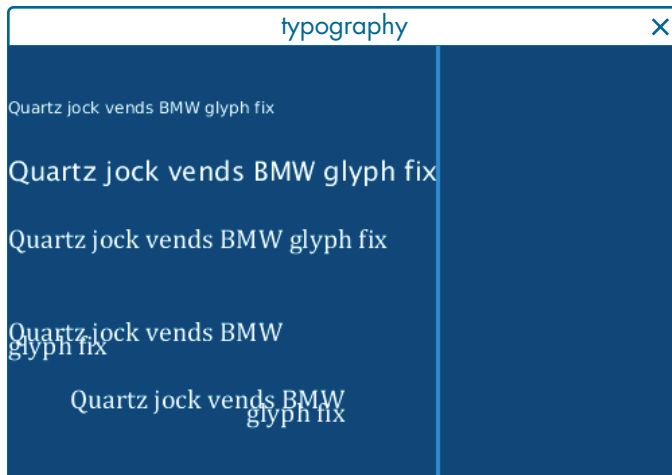 typography
Quartz jock vends BMW glyph fix
Quartz jock vends BMW glyph fix
Quartz jock vends BMW glyph fix
Quartz jock vends BMW
glyph fix
Quartz jock vends BMW
glyph fix